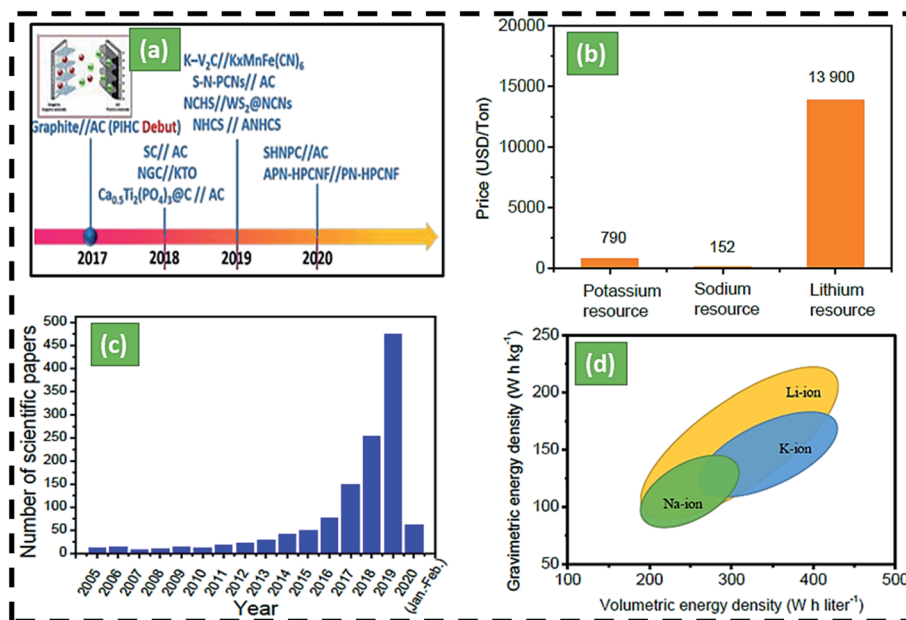 (a)
K–V₂C//KxMnFe(CN)₆
S-N-PCNs// AC
NCHS//WS₂@NCNs
NHCS // ANHCS
Graphite//AC (PIHC Debut)
SC// AC
NGC//KTO
Ca₀.₅Ti₂(PO₄)₃@C // AC
SHNPC//AC
APN-HPCNF//PN-HPCNF
2017 2018 2019 2020
(b)
Price (USD/Ton)
20000
15000
10000
5000
0
790
152
13 900
Potassium resource
Sodium resource
Lithium resource
(c)
Number of scientific papers
500
450
400
350
300
250
200
150
100
50
0
2005 2006 2007 2008 2009 2010 2011 2012 2013 2014 2015 2016 2017 2018 2019 2020 (Jan.-Feb.)
Year
(d)
Gravimetric energy density (W h kg⁻¹)
250
200
150
100
50
Li-ion
K-ion
Na-ion
100 200 300 400 500
Volumetric energy density (W h liter⁻¹)